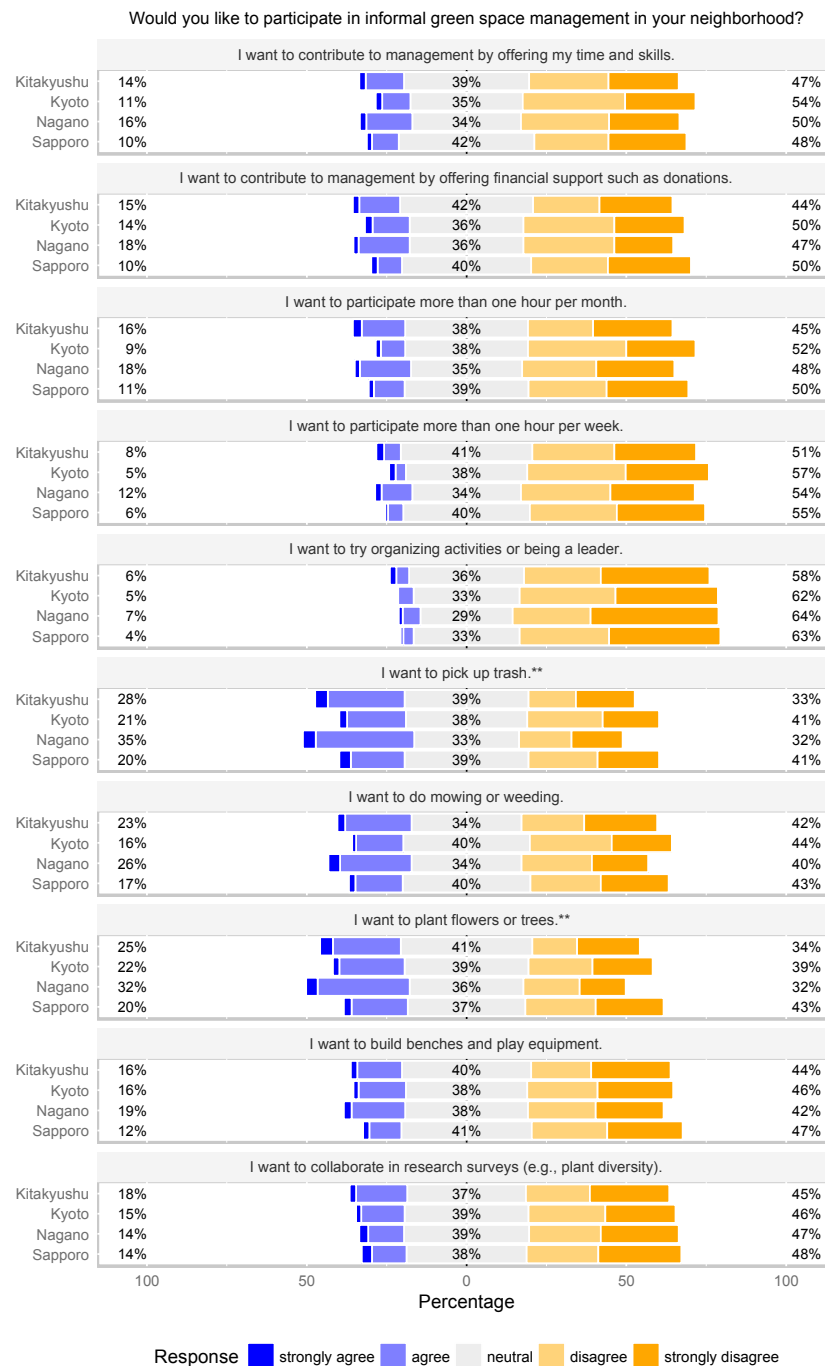 Would you like to participate in informal green space management in your neighborhood?
I want to contribute to management by offering my time and skills.
Kitakyushu 14% 39% 47%
Kyoto 11% 35% 54%
Nagano 16% 34% 50%
Sapporo 10% 42% 48%
I want to contribute to management by offering financial support such as donations.
Kitakyushu 15% 42% 44%
Kyoto 14% 36% 50%
Nagano 18% 36% 47%
Sapporo 10% 40% 50%
I want to participate more than one hour per month.
Kitakyushu 16% 38% 45%
Kyoto 9% 38% 52%
Nagano 18% 35% 48%
Sapporo 11% 39% 50%
I want to participate more than one hour per week.
Kitakyushu 8% 41% 51%
Kyoto 5% 38% 57%
Nagano 12% 34% 54%
Sapporo 6% 40% 55%
I want to try organizing activities or being a leader.
Kitakyushu 6% 36% 58%
Kyoto 5% 33% 62%
Nagano 7% 29% 64%
Sapporo 4% 33% 63%
I want to pick up trash.**
Kitakyushu 28% 39% 33%
Kyoto 21% 38% 41%
Nagano 35% 33% 32%
Sapporo 20% 39% 41%
I want to do mowing or weeding.
Kitakyushu 23% 34% 42%
Kyoto 16% 40% 44%
Nagano 26% 34% 40%
Sapporo 17% 40% 43%
I want to plant flowers or trees.**
Kitakyushu 25% 41% 34%
Kyoto 22% 39% 39%
Nagano 32% 36% 32%
Sapporo 20% 37% 43%
I want to build benches and play equipment.
Kitakyushu 16% 40% 44%
Kyoto 16% 38% 46%
Nagano 19% 38% 42%
Sapporo 12% 41% 47%
I want to collaborate in research surveys (e.g., plant diversity).
Kitakyushu 18% 37% 45%
Kyoto 15% 39% 46%
Nagano 14% 39% 47%
Sapporo 14% 38% 48%
100 50 0 50 100
Percentage
Response strongly agree agree neutral disagree strongly disagree